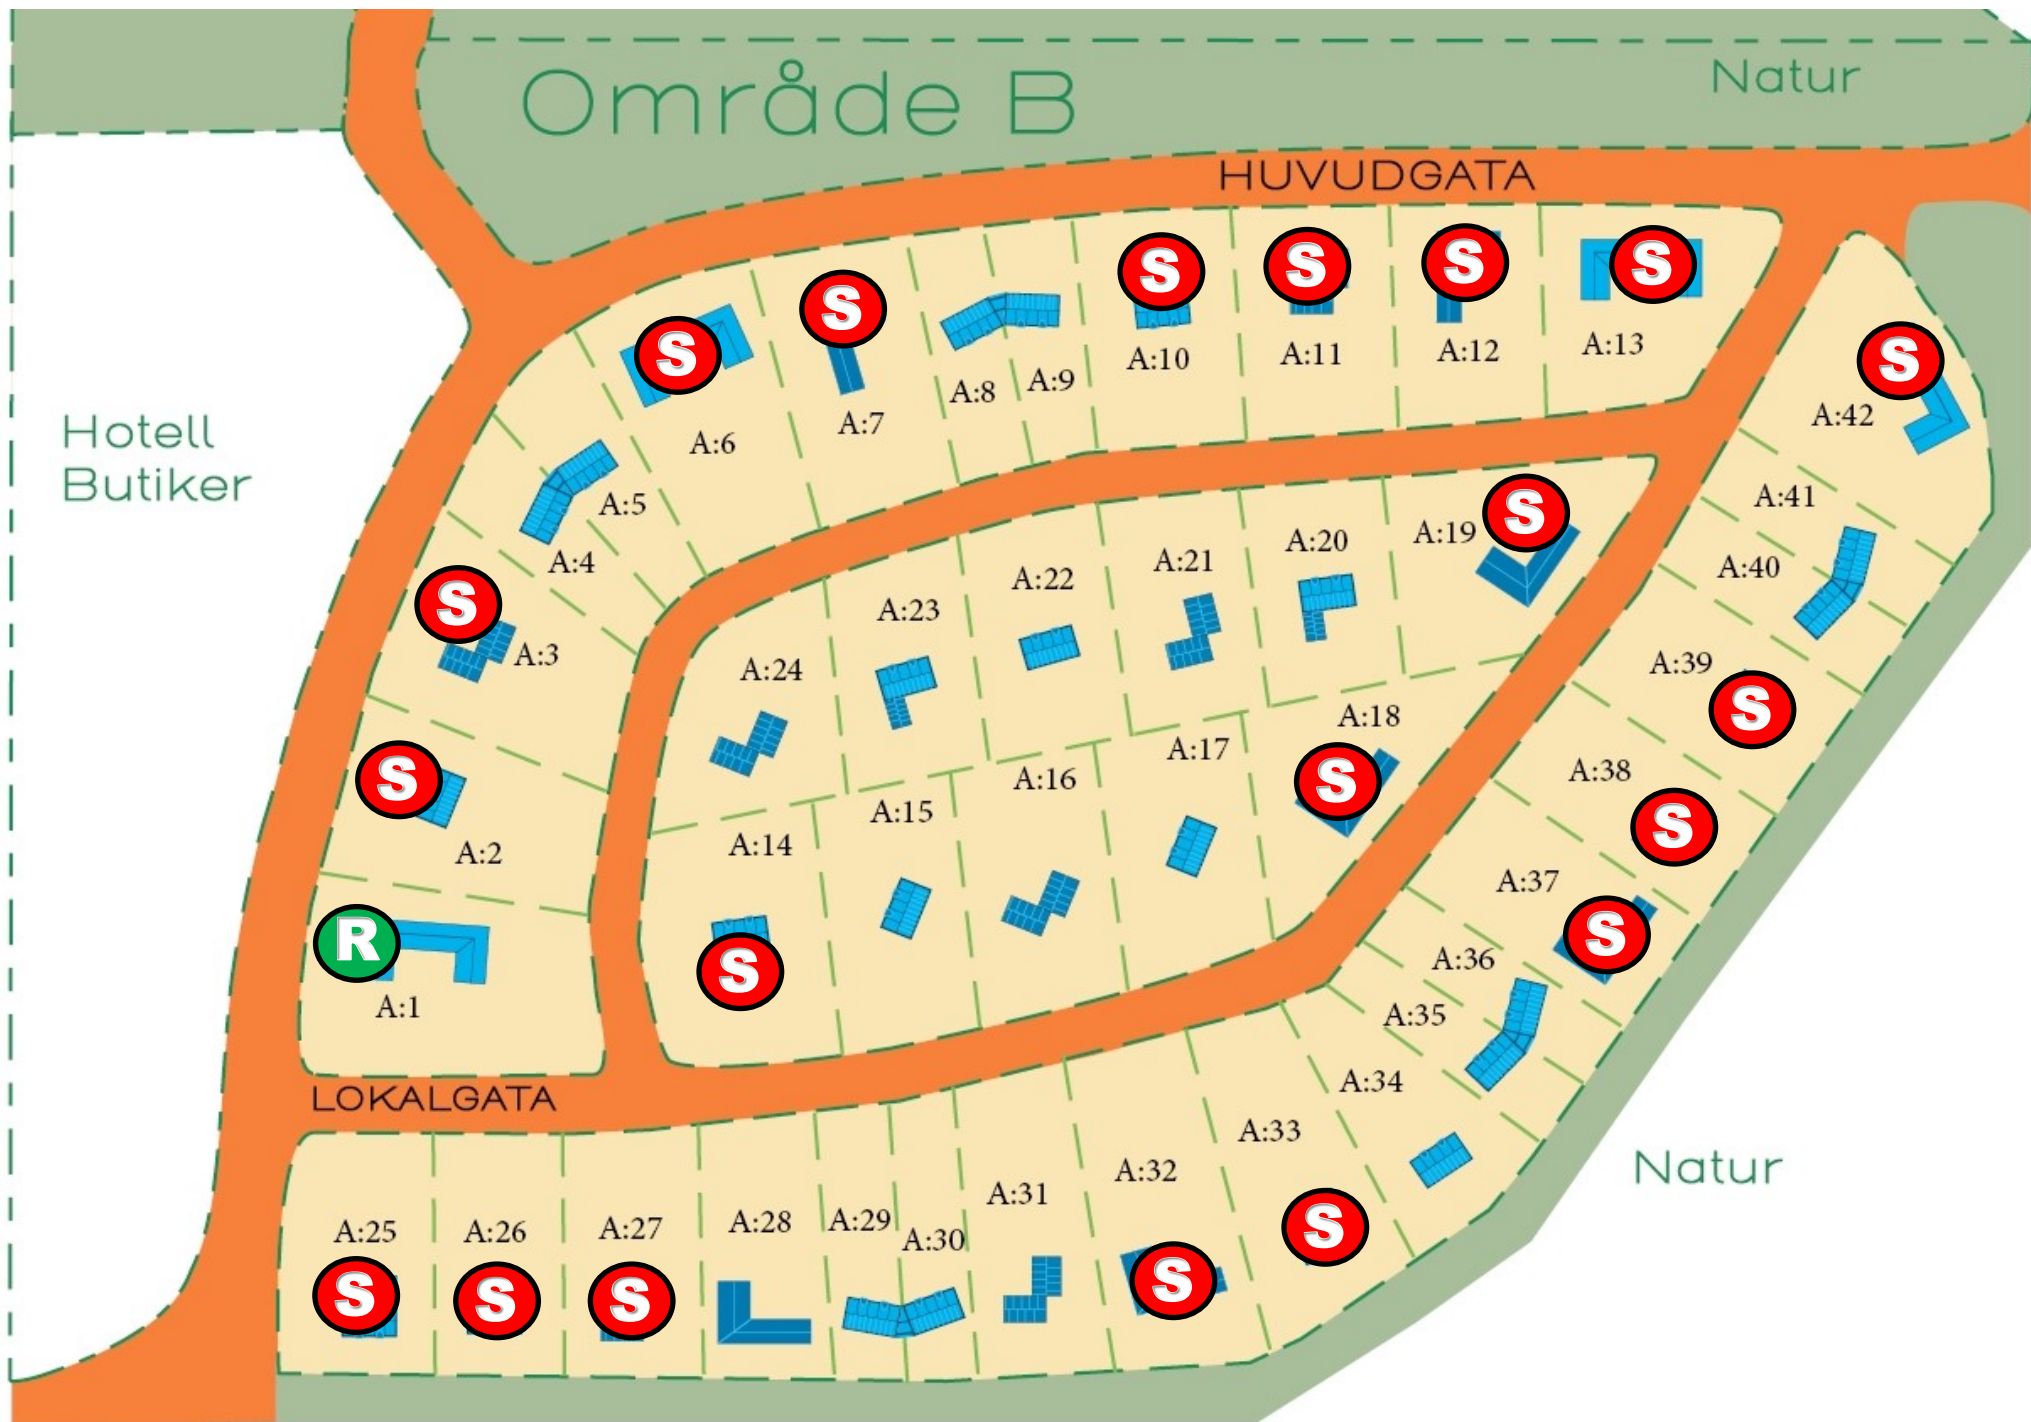 Område B
Natur
HUVUDGATA
Hotell
Butiker
S
S
S
S
S
S
A:6
A:7
A:8
A:9
A:10
A:11
A:12
A:13
S
A:42
A:5
A:4
S
A:3
S
A:2
R
A:1
A:24
A:23
A:22
A:21
A:20
A:19
S
A:41
A:40
A:39
S
A:38
S
A:37
S
A:36
A:35
A:34
A:14
S
A:15
A:16
A:17
A:18
S
LOKALGATA
A:25
S
A:26
S
A:27
S
A:28
A:29
A:30
A:31
A:32
S
A:33
S
Natur